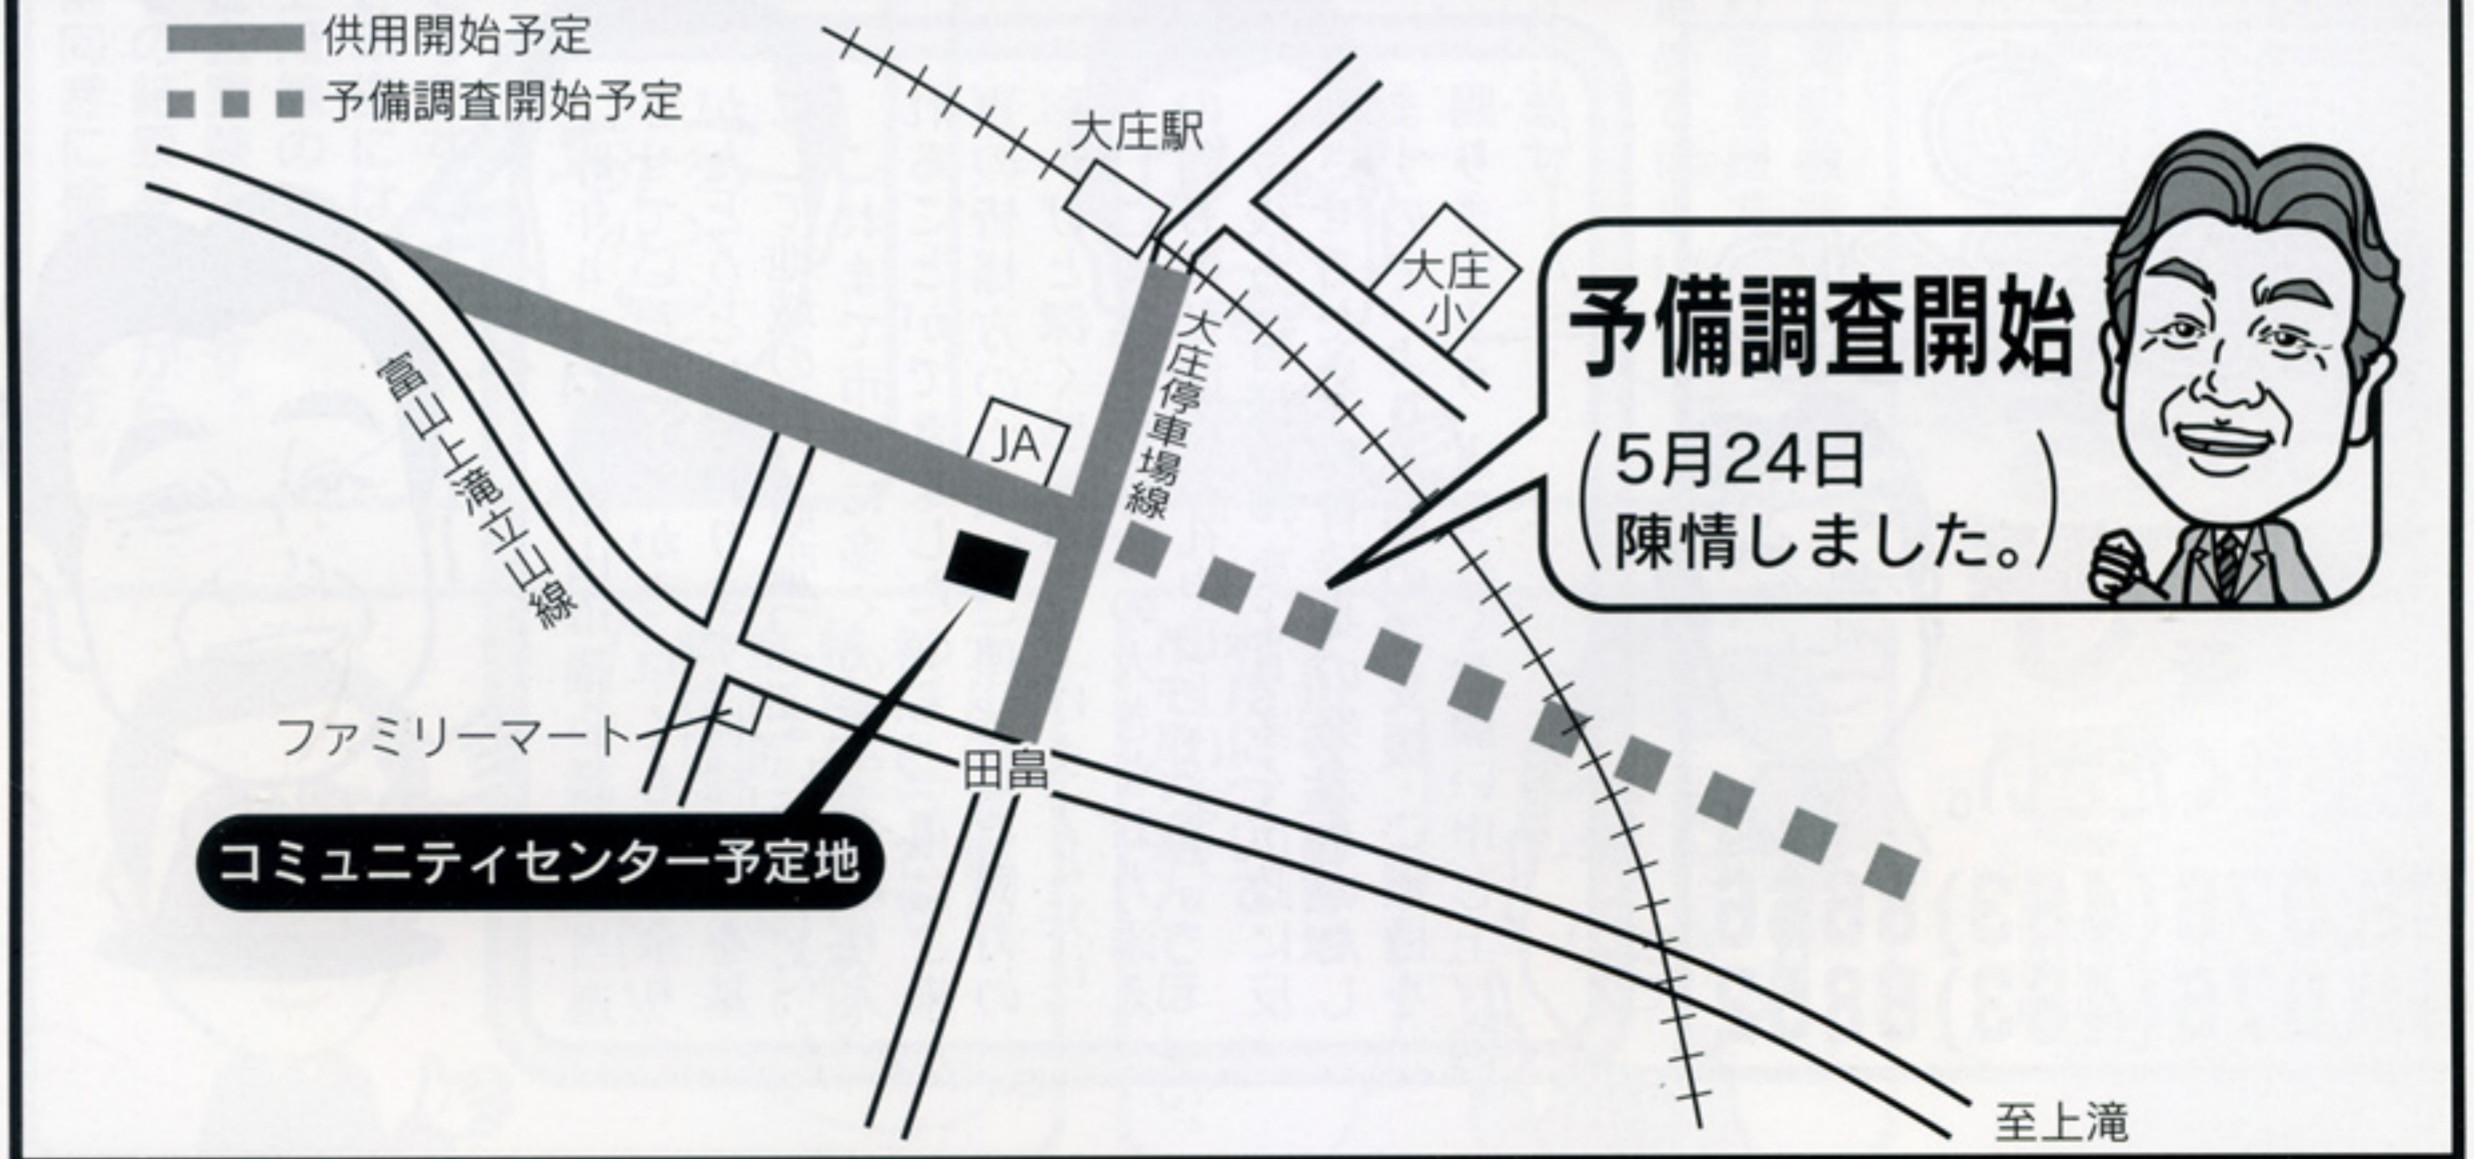 供用開始予定
予備調査開始予定
大庄駅
大庄
小
予備調査開始
(5月24日
陳情しました。)
富山上滝立山線
大庄停車場線
JA
ファミリーマート
田畠
コミュニティセンター予定地
至上滝